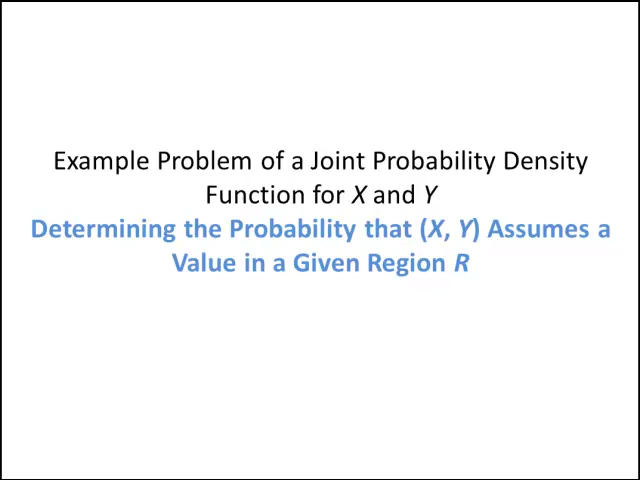 Example Problem of a Joint Probability Density
Function for X and Y
Determining the Probability that (X, Y) Assumes a
Value in a Given Region R